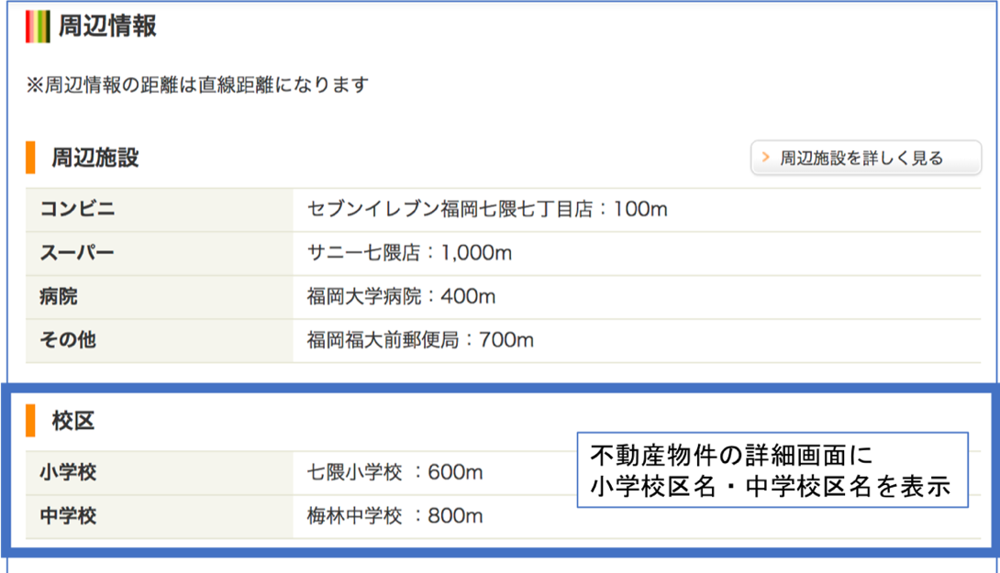 周辺情報
※周辺情報の距離は直線距離になります
周辺施設
周辺施設を詳しく見る
コンビニ セブンイレブン福岡七隈七丁目店：100m
スーパー サニー七隈店：1,000m
病院 福岡大学病院：400m
その他 福岡福大前郵便局：700m
校区
小学校 七隈小学校 ：600m
中学校 梅林中学校 ：800m
不動産物件の詳細画面に
小学校区名・中学校区名を表示